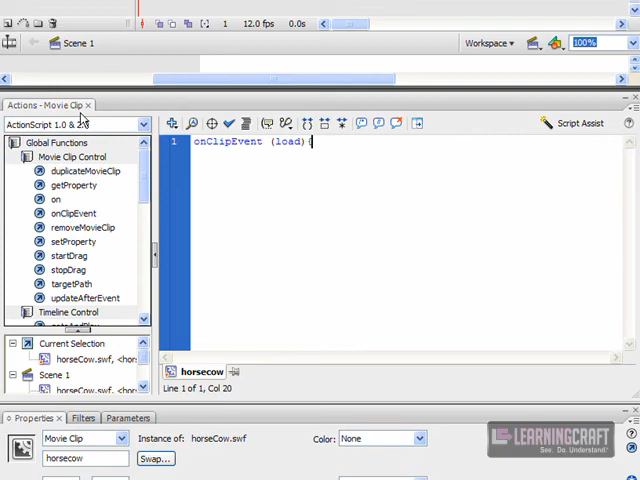 12.0 fps 0.0s
Scene 1
Workspace
100%
Actions - Movie Clip ×
ActionScript 1.0 & 2.0
Script Assist
Global Functions
Movie Clip Control
duplicateMovieClip
getProperty
on
onClipEvent
removeMovieClip
setProperty
startDrag
stopDrag
targetPath
updateAfterEvent
Timeline Control
1 onClipEvent (load){
Current Selection
horseCow.swf, <hors
Scene 1
horseCow.swf, <hors
horsecow
Line 1 of 1, Col 20
Properties × Filters Parameters
Movie Clip Instance of: horseCow.swf Color: None
horsecow Swap...
LEARNINGCRAFT
See. Do. Understand.